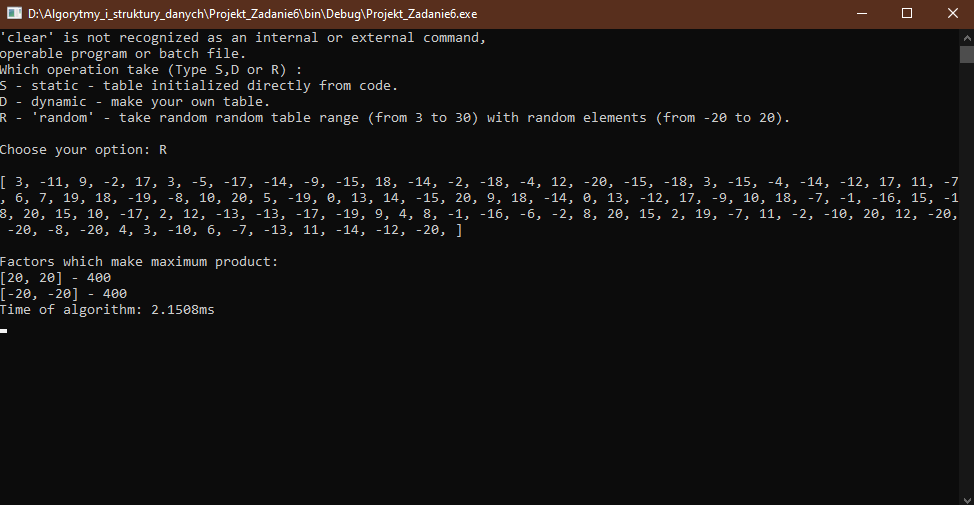 D:\Algorytmy_i_struktury_danych\Projekt_Zadanie6\bin\Debug\Projekt_Zadanie6.exe
'clear' is not recognized as an internal or external command,
operable program or batch file.
Which operation take (Type S,D or R) :
S - static - table initialized directly from code.
D - dynamic - make your own table.
R - 'random' - take random random table range (from 3 to 30) with random elements (from -20 to 20).
Choose your option: R
[ 3, -11, 9, -2, 17, 3, -5, -17, -14, -9, -15, 18, -14, -2, -18, -4, 12, -20, -15, -18, 3, -15, -4, -14, -12, 17, 11, -7
, 6, 7, 19, 18, -19, -8, 10, 20, 5, -19, 0, 13, 14, -15, 20, 9, 18, -14, 0, 13, -12, 17, -9, 10, 18, -7, -1, -16, 15, -1
8, 20, 15, 10, -17, 2, 12, -13, -13, -17, -19, 9, 4, 8, -1, -16, -6, -2, 8, 20, 15, 2, 19, -7, 11, -2, -10, 20, 12, -20,
-20, -8, -20, 4, 3, -10, 6, -7, -13, 11, -14, -12, -20, ]
Factors which make maximum product:
[20, 20] - 400
[-20, -20] - 400
Time of algorithm: 2.1508ms